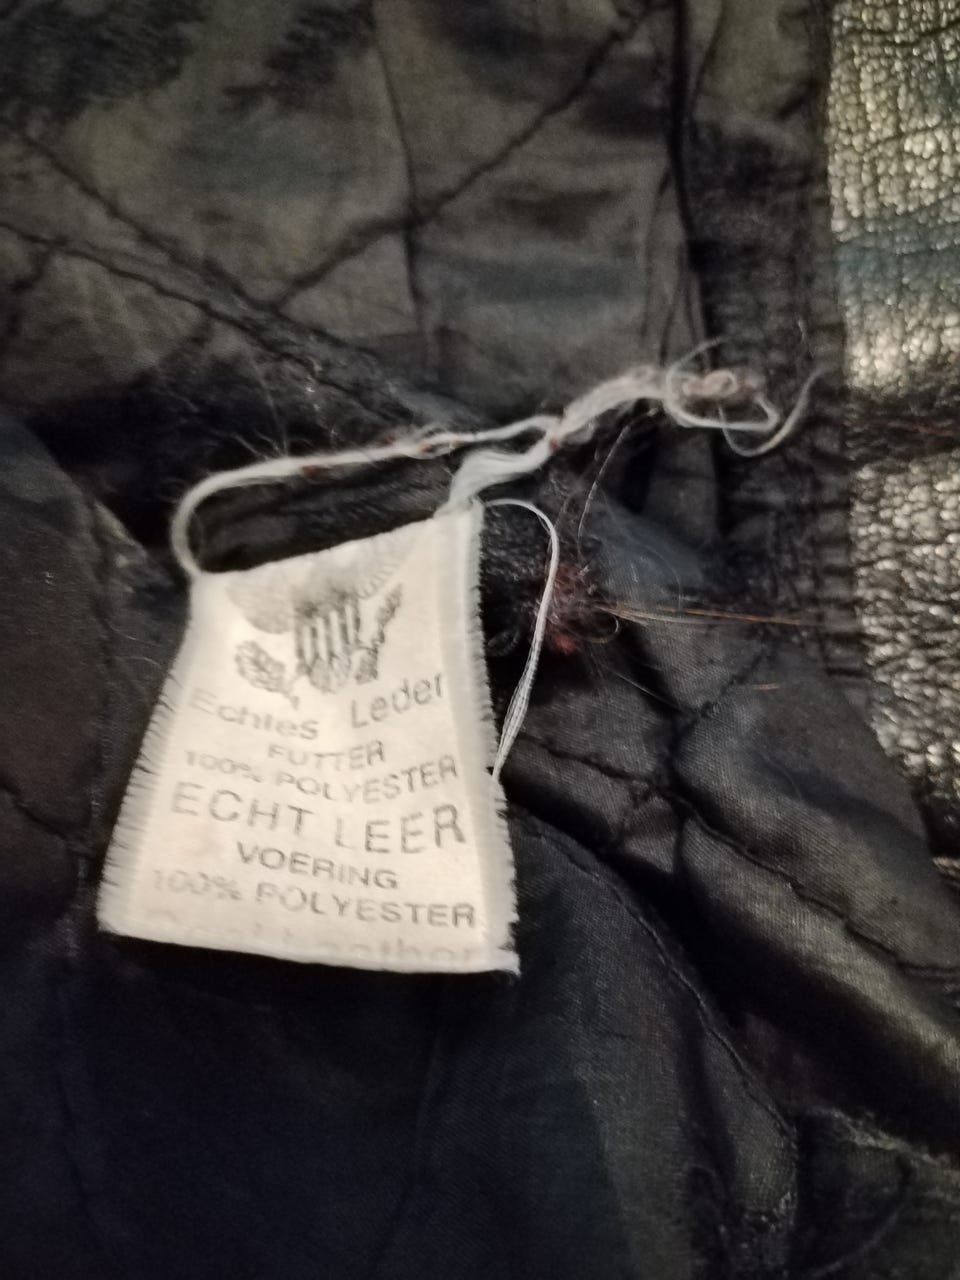 Echtes Leder
FUTTER
100% POLYESTER
ECHT LEER
VOERING
100% POLYESTER